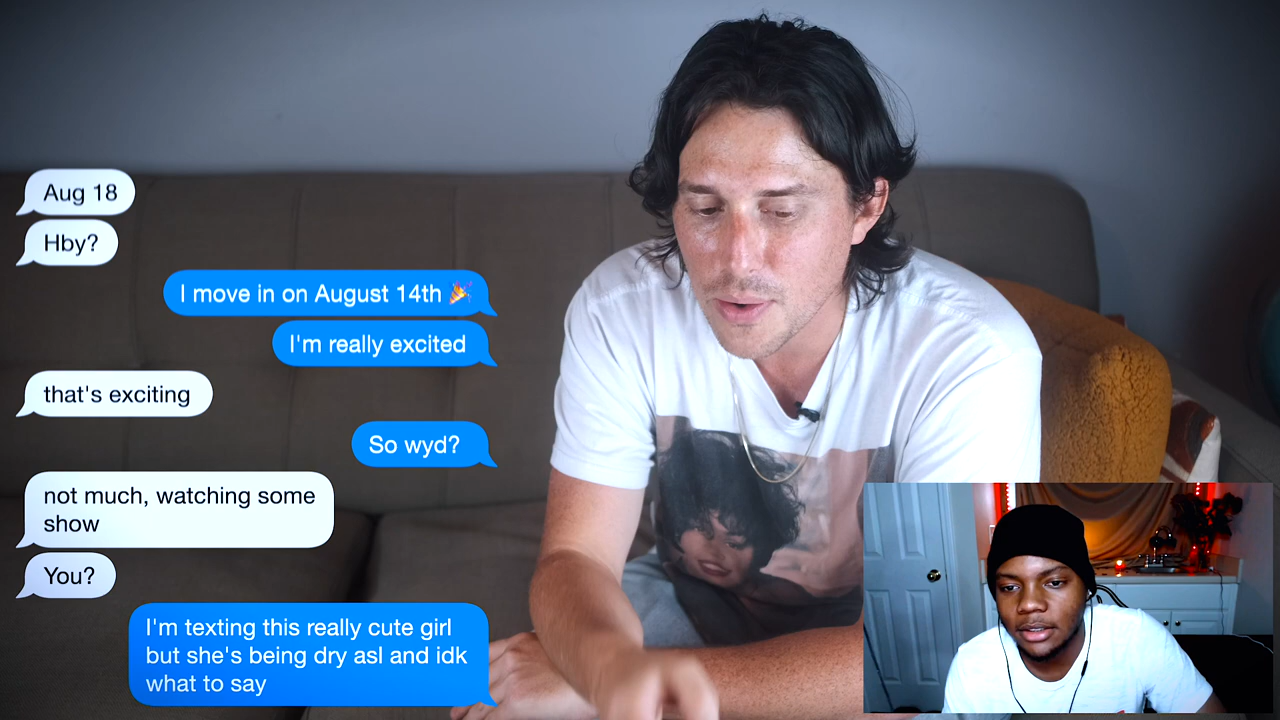 Aug 18
Hby?
I move in on August 14th 🎉
I'm really excited
that's exciting
So wyd?
not much, watching some
show
You?
I'm texting this really cute girl
but she's being dry asl and idk
what to say